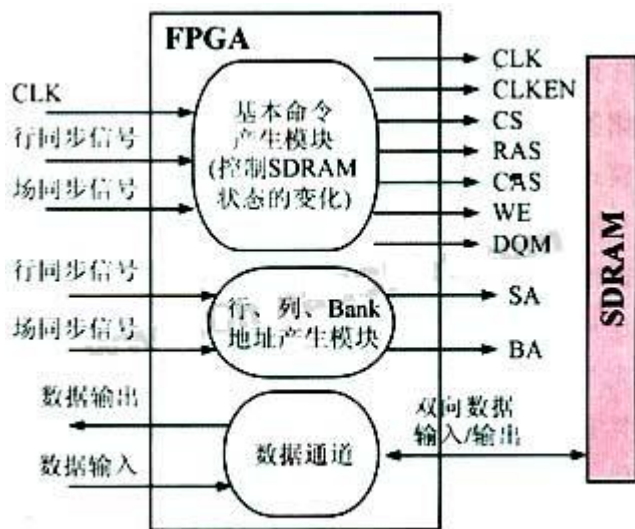 FPGA
CLK
行同步信号
场同步信号
基本命令
产生模块
(控制SDRAM
状态的变化)
CLK
CLKEN
CS
RAS
CAS
WE
DQM
行同步信号
场同步信号
行、列、Bank
地址产生模块
SA
BA
数据输出
数据输入
数据通道
双向数据
输入/输出
SDRAM